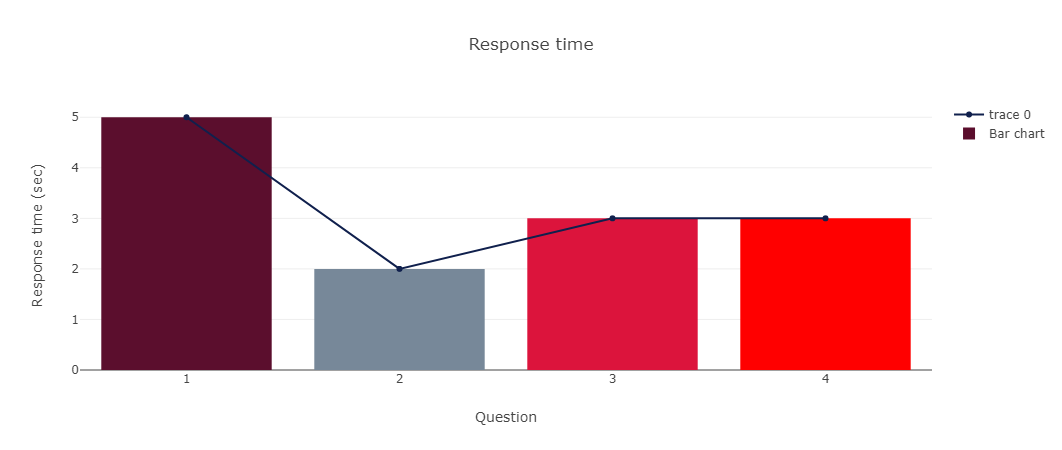 Response time
trace 0
Bar chart
Response time (sec)
5
4
3
2
1
0
1 2 3 4
Question